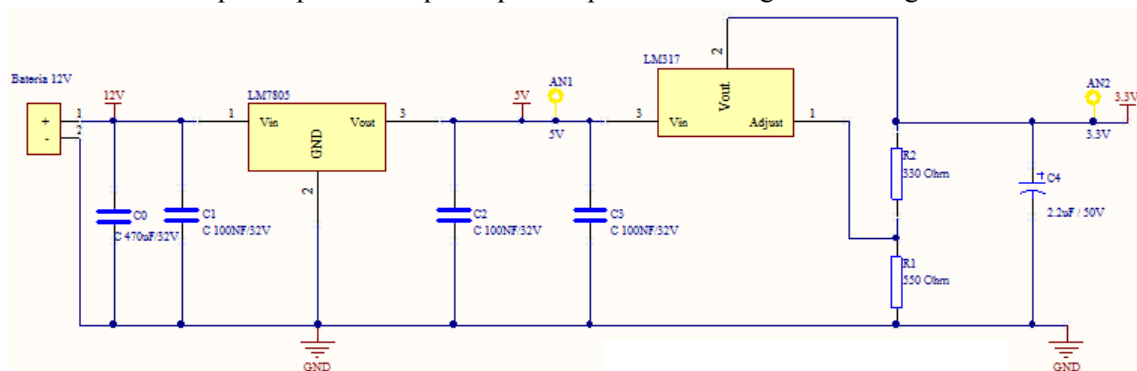 Bateria 12V
+
-
1
2
12V
C0
C 470uF/32V
C1
C 100NF/32V
LM7805
1
Vin
Vout
3
GND
2
GND
C2
C 100NF/32V
5V
AN1
5V
C3
C 100NF/32V
LM317
2
Vout
3
Vin
Adjust
1
R2
330 Ohm
R1
550 Ohm
AN2
3.3V
3.3V
C4
+
2.2uF / 50V
GND